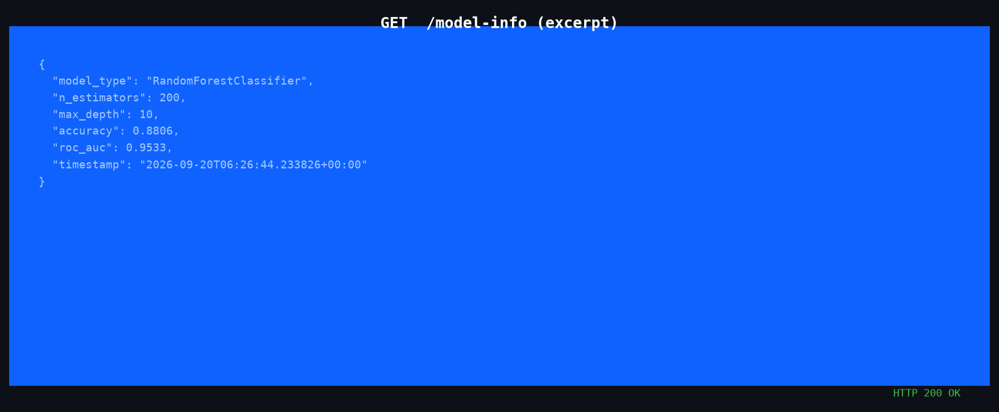 GET  /model-info (excerpt)
{
  "model_type": "RandomForestClassifier",
  "n_estimators": 200,
  "max_depth": 10,
  "accuracy": 0.8806,
  "roc_auc": 0.9533,
  "timestamp": "2026-09-20T06:26:44.233826+00:00"
}
HTTP 200 OK